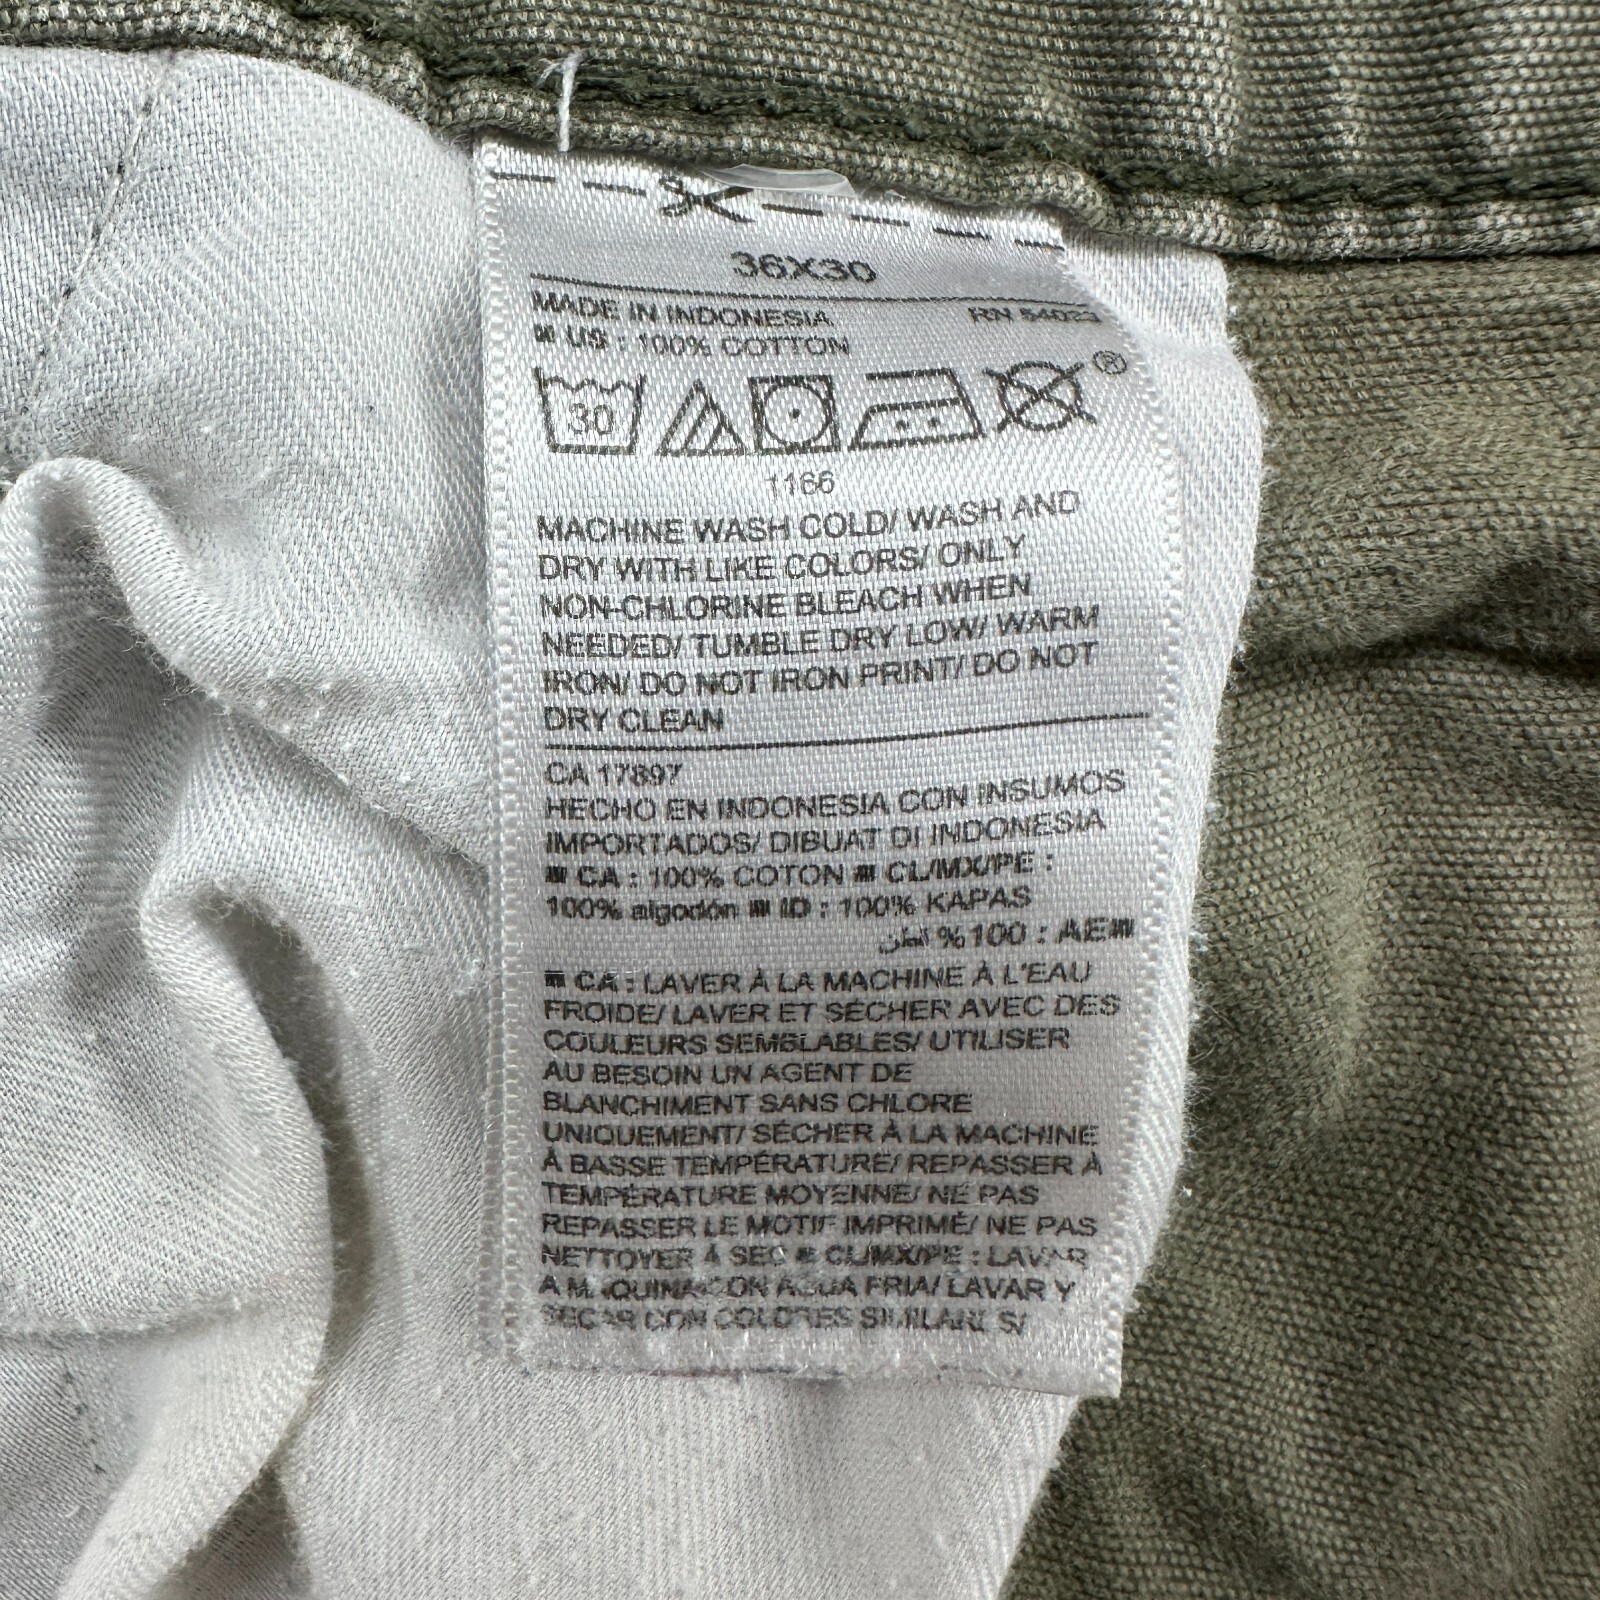 36X30
MADE IN INDONESIA RN 54023
■ US : 100% COTTON
30
®
1166
MACHINE WASH COLD/ WASH AND
DRY WITH LIKE COLORS/ ONLY
NON-CHLORINE BLEACH WHEN
NEEDED/ TUMBLE DRY LOW/ WARM
IRON/ DO NOT IRON PRINT/ DO NOT
DRY CLEAN
CA 17897
HECHO EN INDONESIA CON INSUMOS
IMPORTADOS/ DIBUAT DI INDONESIA
■ CA : 100% COTON ■ CL/MX/PE :
100% algodón ■ ID : 100% KAPAS
%100 : AE■
■ CA : LAVER À LA MACHINE À L'EAU
FROIDE/ LAVER ET SÉCHER AVEC DES
COULEURS SEMBLABLES/ UTILISER
AU BESOIN UN AGENT DE
BLANCHIMENT SANS CHLORE
UNIQUEMENT/ SÉCHER À LA MACHINE
À BASSE TEMPÉRATURE/ REPASSER À
TEMPÉRATURE MOYENNE/ NE PAS
REPASSER LE MOTIF IMPRIMÉ/ NE PAS
NETTOYER À SEC ■ CL/MX/PE : LAVAR
A MAQUINA CON AGUA FRIA/ LAVAR Y
SECAR CON COLORES SIMILARES/